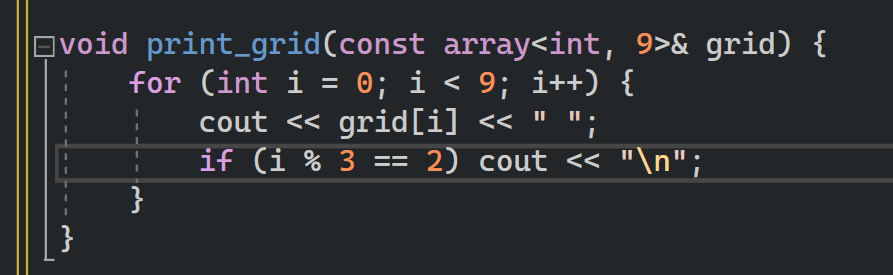 void print_grid(const array<int, 9>& grid) {
    for (int i = 0; i < 9; i++) {
        cout << grid[i] << " ";
        if (i % 3 == 2) cout << "\n";
    }
}